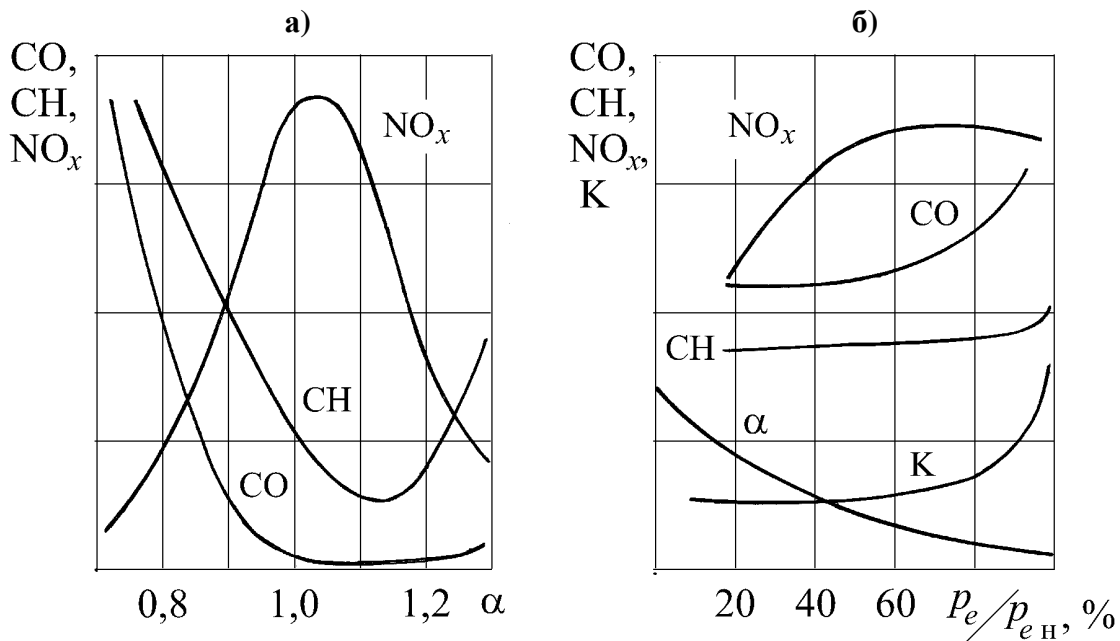 а)
CO,
CH,
NOx
NOx
CH
CO
0,8
1,0
1,2
α
б)
CO,
CH,
NOx,
K
NOx
CO
CH
α
K
20
40
60
pe/peН, %